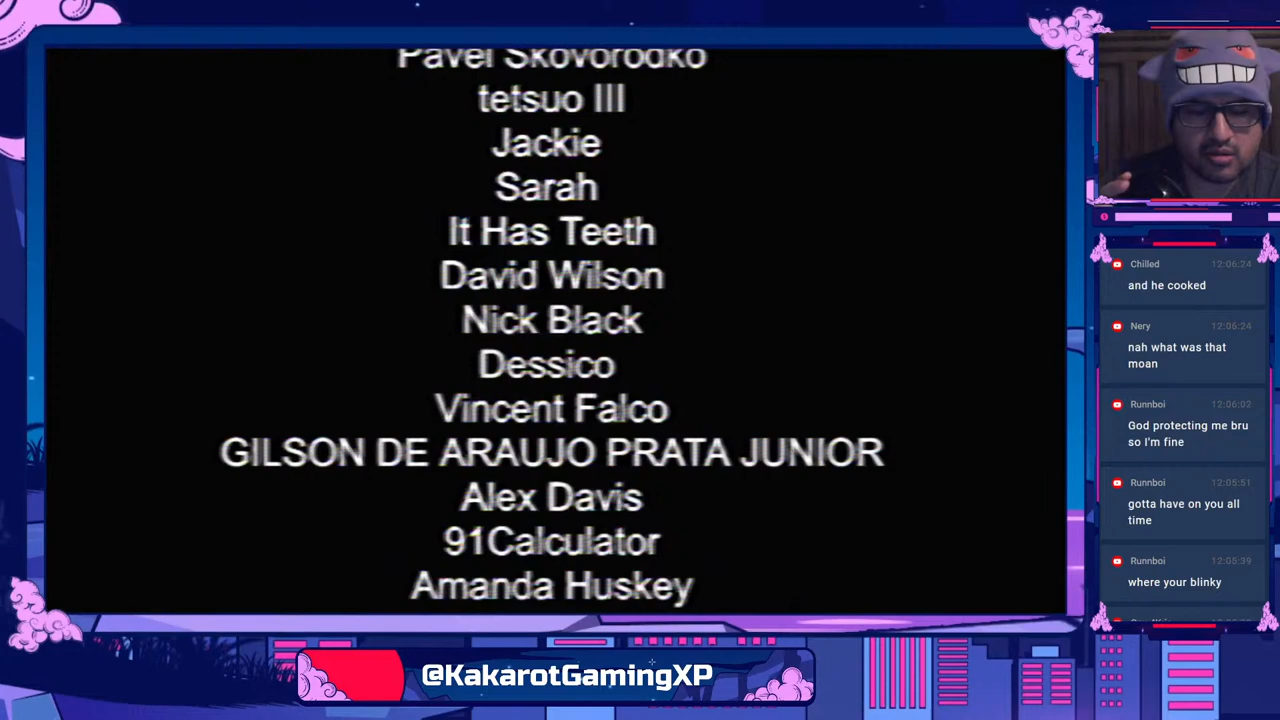 Pavel Skovorodko
tetsuo III
Jackie
Sarah
It Has Teeth
David Wilson
Nick Black
Dessico
Vincent Falco
GILSON DE ARAUJO PRATA JUNIOR
Alex Davis
91Calculator
Amanda Huskey
@KakarotGamingXP
Chilled 12:06:24
and he cooked
Nery 12:06:24
nah what was that
moan
Runnboi 12:06:02
God protecting me bru
so I'm fine
Runnboi 12:05:51
gotta have on you all
time
Runnboi 12:05:39
where your blinky